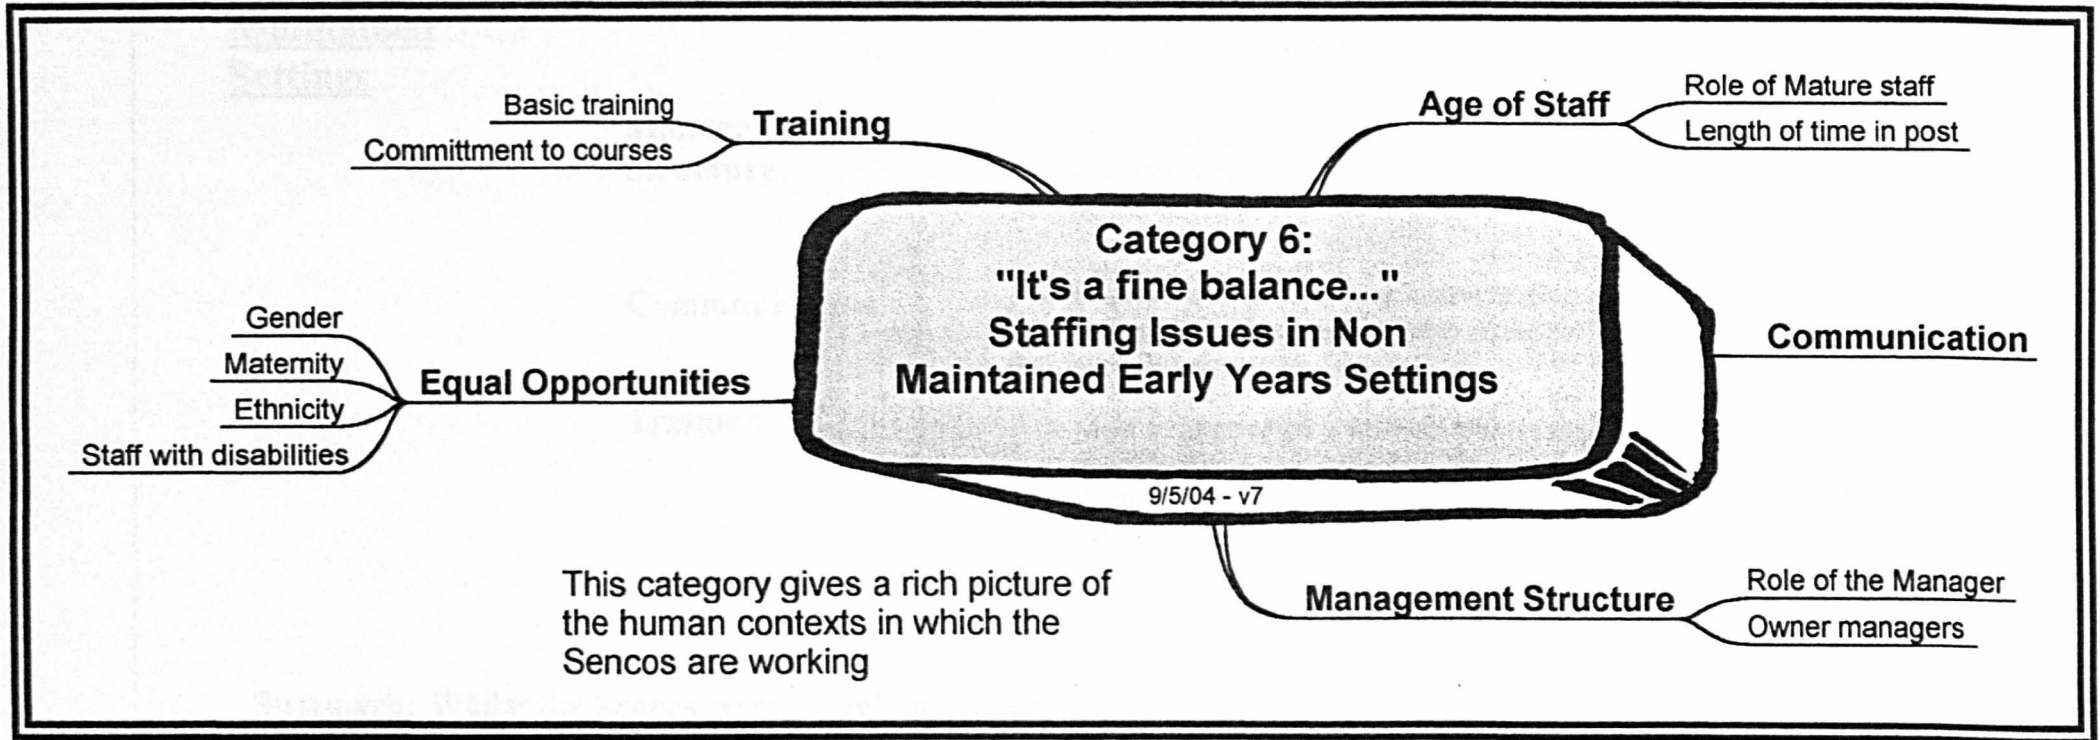 Basic training
Committment to courses
Training
Age of Staff
Role of Mature staff
Length of time in post
Category 6:
"It's a fine balance..."
Staffing Issues in Non
Maintained Early Years Settings
9/5/04 - v7
Communication
Gender
Maternity
Ethnicity
Staff with disabilities
Equal Opportunities
Management Structure
Role of the Manager
Owner managers
This category gives a rich picture of
the human contexts in which the
Sencos are working